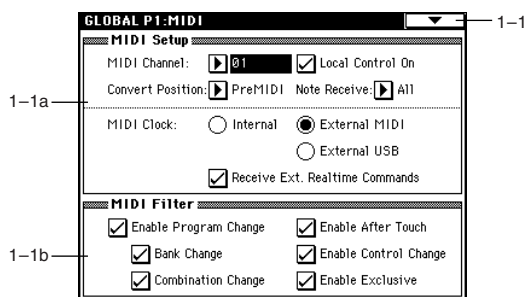 GLOBAL P1:MIDI
1–1
MIDI Setup
MIDI Channel: 01 Local Control On
Convert Position: PreMIDI Note Receive: All
1–1a
MIDI Clock: Internal External MIDI
External USB
Receive Ext. Realtime Commands
MIDI Filter
Enable Program Change Enable After Touch
1–1b
Bank Change Enable Control Change
Combination Change Enable Exclusive